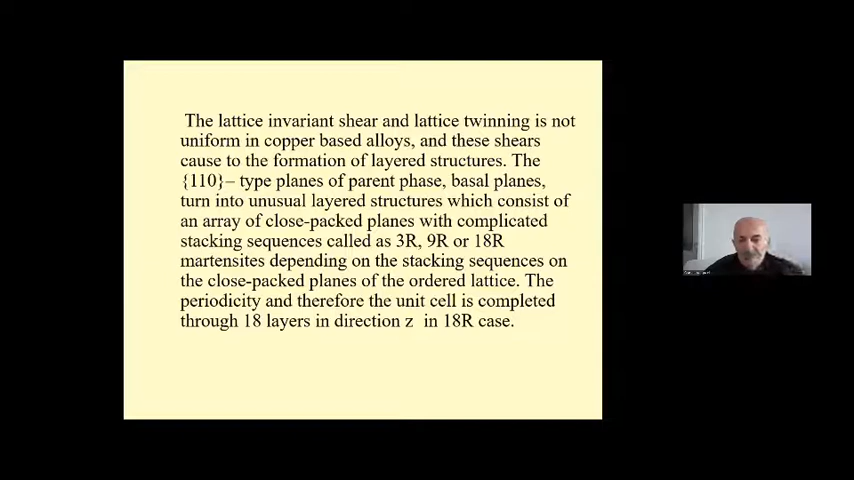 The lattice invariant shear and lattice twinning is not
uniform in copper based alloys, and these shears
cause to the formation of layered structures. The
{110}– type planes of parent phase, basal planes,
turn into unusual layered structures which consist of
an array of close-packed planes with complicated
stacking sequences called as 3R, 9R or 18R
martensites depending on the stacking sequences on
the close-packed planes of the ordered lattice. The
periodicity and therefore the unit cell is completed
through 18 layers in direction z  in 18R case.